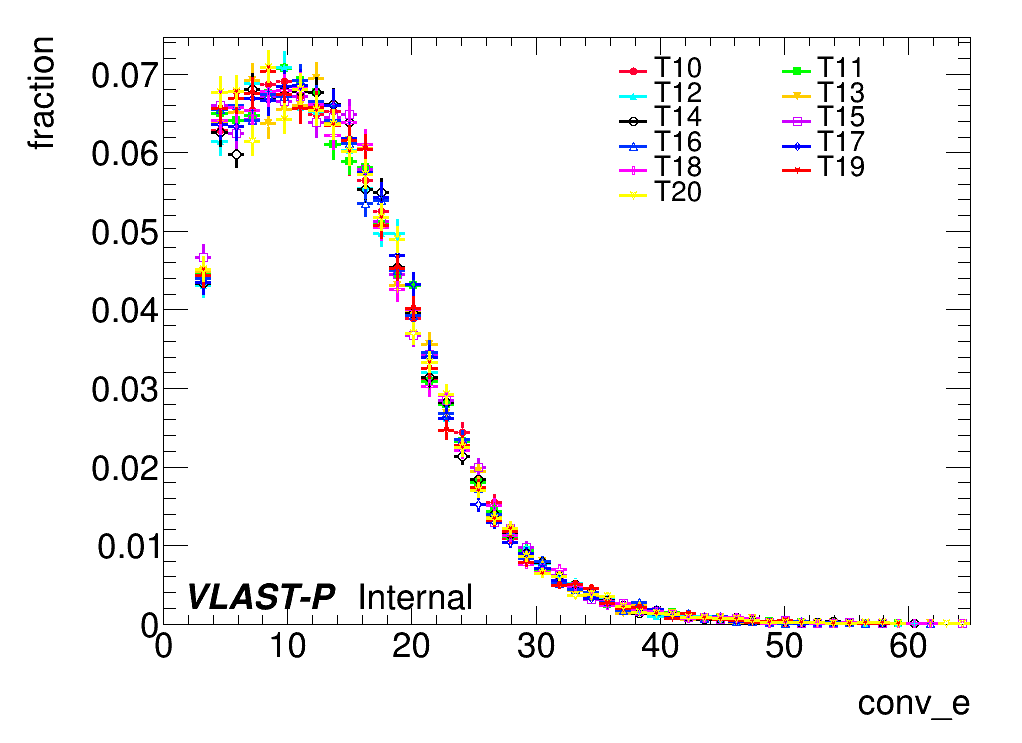 fraction
0.07
0.06
0.05
0.04
0.03
0.02
0.01
0
T10 T11
T12 T13
T14 T15
T16 T17
T18 T19
T20
VLAST-P Internal
0 10 20 30 40 50 60
conv_e